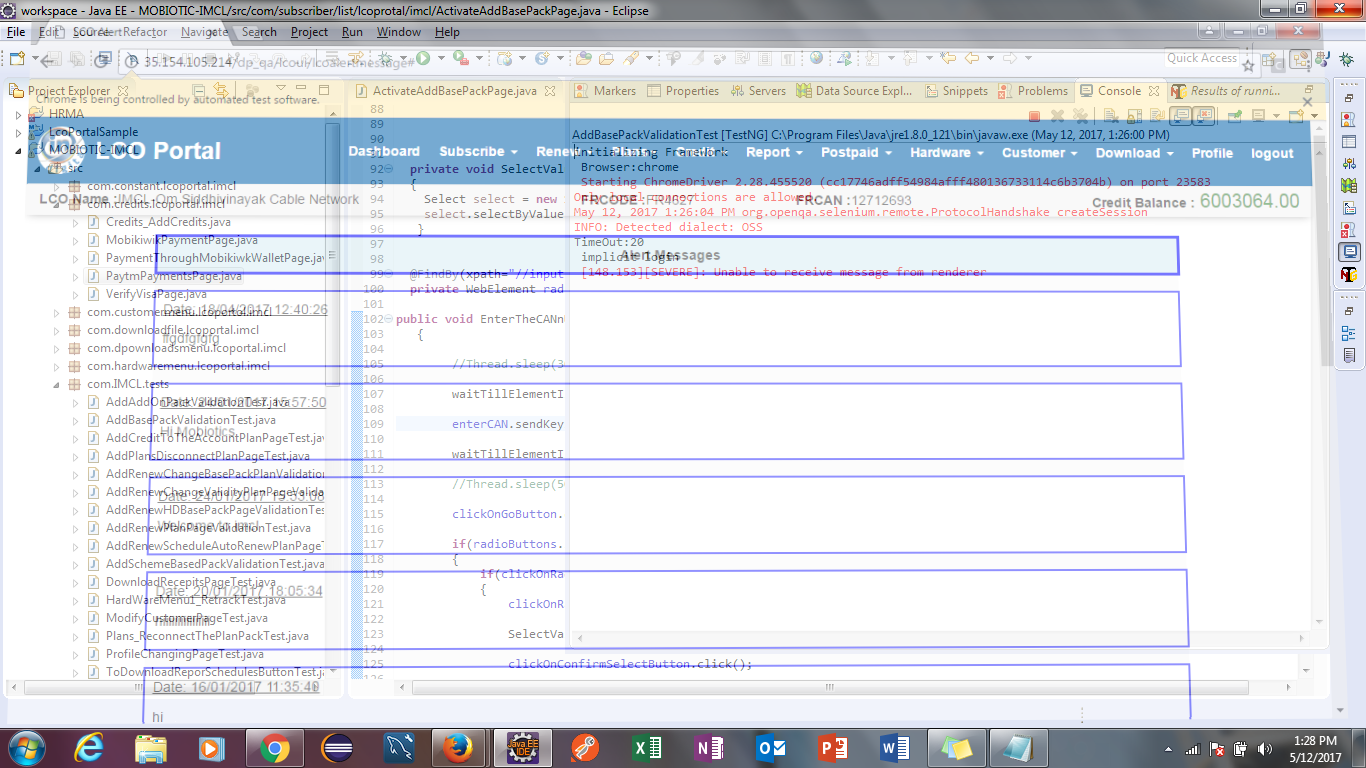 workspace - Java EE - MOBIOTIC-IMCL/src/com/subscriber/list/lcoprotal/imcl/ActivateAddBasePackPage.java - Eclipse
File Edit Source Refactor Navigate Search Project Run Window Help
LCO Alert
35.154.105.214/dp_qa/lcoui/lcoalertmessage#
Quick Access
Project Explorer
ActivateAddBasePackPage.java
Markers Properties Servers Data Source Expl... Snippets Problems Console Results of runni...
Chrome is being controlled by automated test software.
HRMA
LcoPortalSample
MOBIOTIC-IMCL
src
com.constant.lcoportal.imcl
com.credits.lcoportal.imcl
Credits_AddCredits.java
MobikiwikPaymentPage.java
PaymentThroughMobikiwkWalletPage.java
PaytmPaymentsPage.java
VerifyVisaPage.java
com.customermenu.lcoportal.imcl
com.downloadfile.lcoportal.imcl
com.dpownloadsmenu.lcoportal.imcl
com.hardwaremenu.lcoportal.imcl
com.IMCL.tests
AddAddOnPackValidationTest.java
AddBasePackValidationTest.java
AddCreditToTheAccountPlanPageTest.java
AddPlansDisconnectPlanPageTest.java
AddRenewChangeBasePackPlanValidation
AddRenewChangeValidityPlanPageValida
AddRenewHDBasePackPageValidationTest
AddRenewPlanPageValidationTest.java
AddRenewScheduleAutoRenewPlanPageT
AddSchemeBasedPackValidationTest.java
DownloadReceiptsPageTest.java
HardWareMenu1_RetrackTest.java
ModifyCustomerPageTest.java
Plans_ReconnectThePlanPackTest.java
ProfileChangingPageTest.java
ToDownloadReporSchedulesButtonTest.ja
LCO Portal
Dashboard Subscribe Renew Plans Credit Report Postpaid Hardware Customer Download Profile logout
LCO Name : IMCL-Om Siddhivinayak Cable Network
FRCODE : FR4627
FRCAN : 12712693
Credit Balance : 6003064.00
Alert Messages
Date: 18/04/2017 12:40:26
ffgdfgfgfg
Date: 24/01/2017 15:57:50
Hi Mobiotics
Date: 24/01/2017 15:53:08
Welcome to imcl
Date: 20/01/2017 18:05:34
Date: 16/01/2017 11:35:40
hi
88
89
90
91
92 private void SelectVal
93 {
94 Select select = new
95 select.selectByValue
96 }
97
98
99 @FindBy(xpath="//input
100 private WebElement rad
101
102 public void EnterTheCANn
103 {
104
105 //Thread.sleep(3
106
107 waitTillElementI
108
109 enterCAN.sendKey
110
111 waitTillElementI
112
113 //Thread.sleep(5
114
115 clickOnGoButton.
116
117 if(radioButtons.
118 {
119 if(clickOnRa
120 {
121 clickOnR
122
123 SelectVa
124
125 clickOnConfirmSelectButton.click();
AddBasePackValidationTest [TestNG] C:\Program Files\Java\jre1.8.0_121\bin\javaw.exe (May 12, 2017, 1:26:00 PM)
Initializing Framework
Browser:chrome
Starting ChromeDriver 2.28.455520 (cc17746adff54984afff480136733114c6b3704b) on port 23583
Only local connections are allowed.
May 12, 2017 1:26:04 PM org.openqa.selenium.remote.ProtocolHandshake createSession
INFO: Detected dialect: OSS
TimeOut:20
implicit login
[148.153][SEVERE]: Unable to receive message from renderer
1:28 PM
5/12/2017